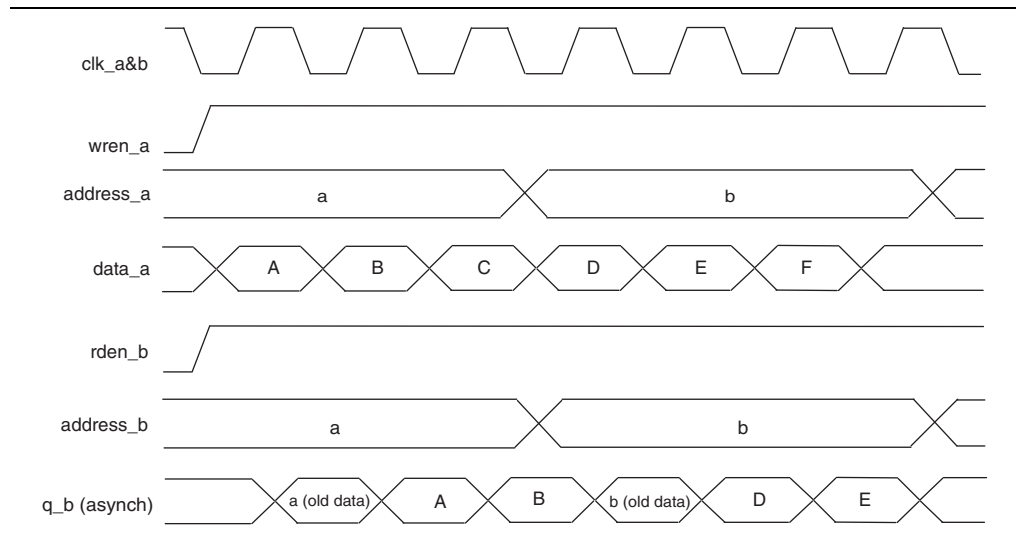 clk_a&b
wren_a
address_a a b
data_a A B C D E F
rden_b
address_b a b
q_b (asynch) a (old data) A B b (old data) D E